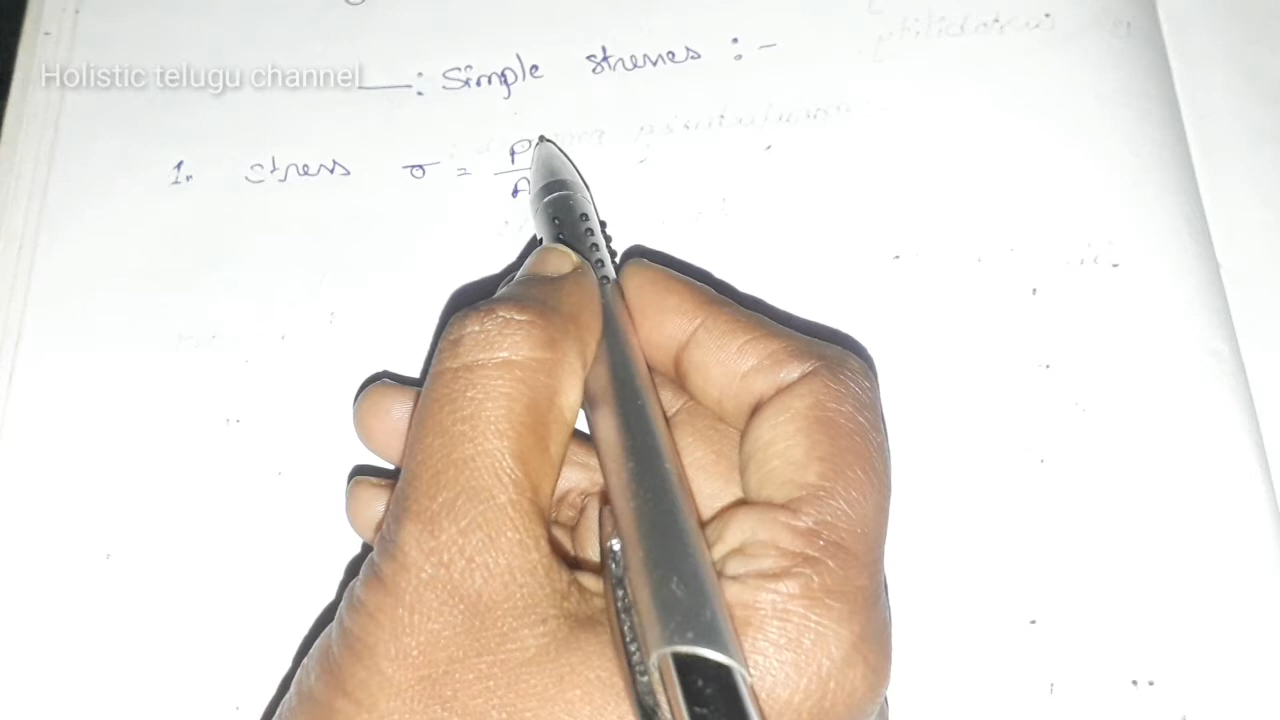 Holistic telugu channel
: Simple stresses :-
1. stress σ = P/A